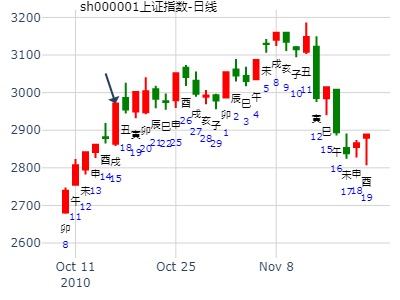 sh000001上证指数-日线
3200
3100
3000
2900
2800
2700
2600
卯
8
午
11
未
12
申
13
酉
14
戌
15
丑
18
寅
19
卯
20
辰
21
巳
22
申
25
酉
26
戌
27
亥
28
子
29
卯
1
辰
2
巳
3
午
4
未
5
戌
8
亥
9
子
10
丑
11
寅
12
巳
15
午
16
未
17
申
18
酉
19
Oct 11
2010
Oct 25
Nov 8